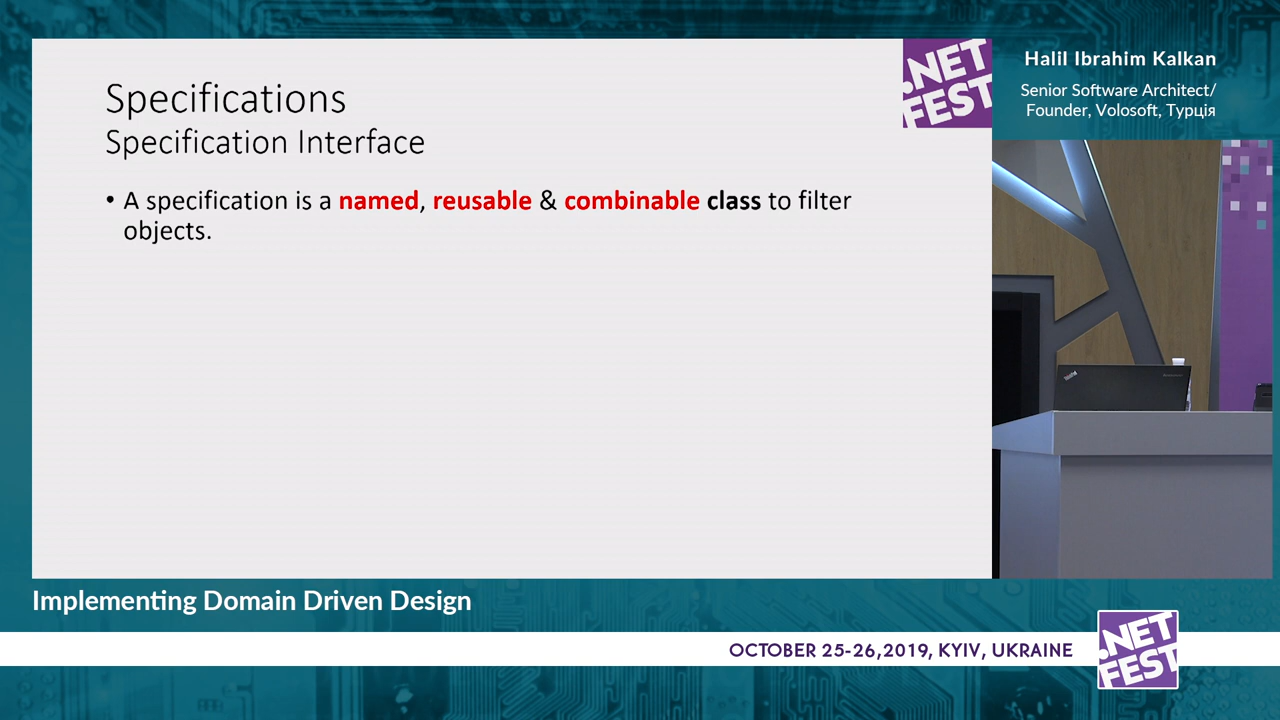 Specifications
Specification Interface
• A specification is a named, reusable & combinable class to filter
objects.
.NET
FEST
Halil Ibrahim Kalkan
Senior Software Architect/
Founder, Volosoft, Турція
Implementing Domain Driven Design
OCTOBER 25-26,2019, KYIV, UKRAINE
.NET
FEST